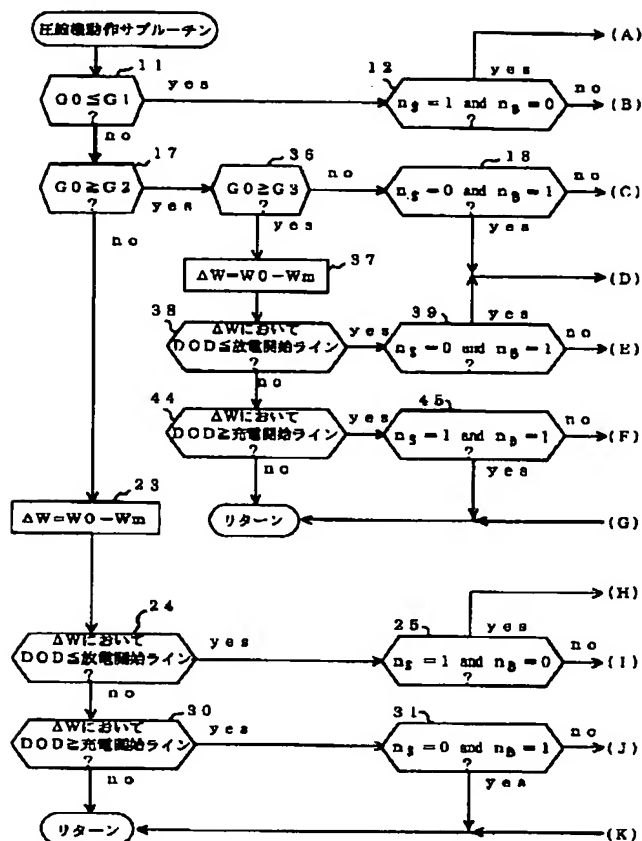 圧縮機動作サブルーチン
(A)
11
yes
12
yes
no
G0≦G1
?
n_S=1 and n_B=0
?
(B)
no
36
18
17
G0≧G2
?
yes
G0≧G3
?
no
n_S=0 and n_B=1
?
no
(C)
no
yes
yes
37
ΔW=W0-Wm
(D)
38
39
yes
ΔWにおいて
DOD≦放電開始ライン
?
yes
n_S=0 and n_B=1
?
no
(E)
no
44
45
ΔWにおいて
DOD≧充電開始ライン
?
yes
n_S=1 and n_B=1
?
no
(F)
no
yes
23
ΔW=W0-Wm
リターン
(G)
(H)
24
25
yes
ΔWにおいて
DOD≦放電開始ライン
?
yes
n_S=1 and n_B=0
?
no
(I)
no
30
31
ΔWにおいて
DOD≧充電開始ライン
?
yes
n_S=0 and n_B=1
?
no
(J)
no
yes
リターン
(K)